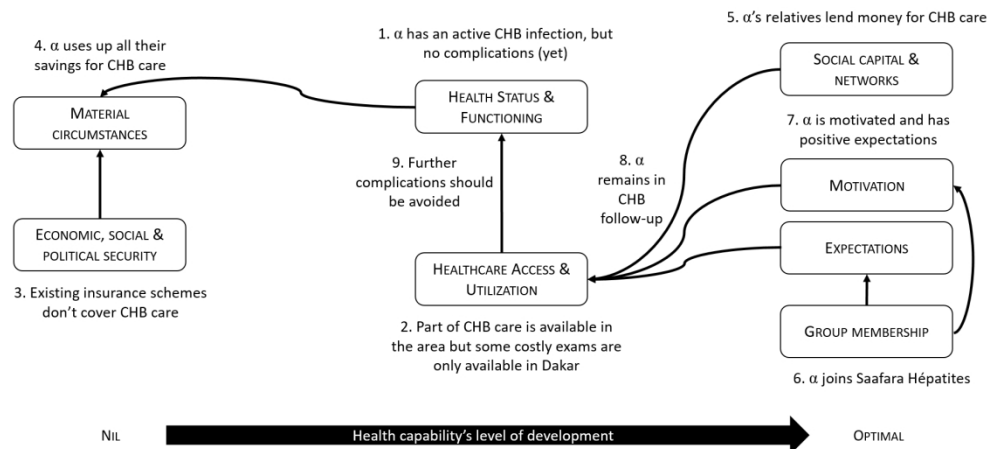 5. α’s relatives lend money for CHB care
1. α has an active CHB infection, but
no complications (yet)
4. α uses up all their
savings for CHB care
SOCIAL CAPITAL &
NETWORKS
HEALTH STATUS &
FUNCTIONING
MATERIAL
CIRCUMSTANCES
7. α is motivated and has
positive expectations
9. Further
complications should
be avoided
8. α
remains in
CHB
follow-up
MOTIVATION
ECONOMIC, SOCIAL &
POLITICAL SECURITY
EXPECTATIONS
HEALTHCARE ACCESS &
UTILIZATION
3. Existing insurance schemes
don’t cover CHB care
2. Part of CHB care is available in
the area but some costly exams are
only available in Dakar
GROUP MEMBERSHIP
6. α joins Saafara Hépatites
NIL
Health capability’s level of development
OPTIMAL